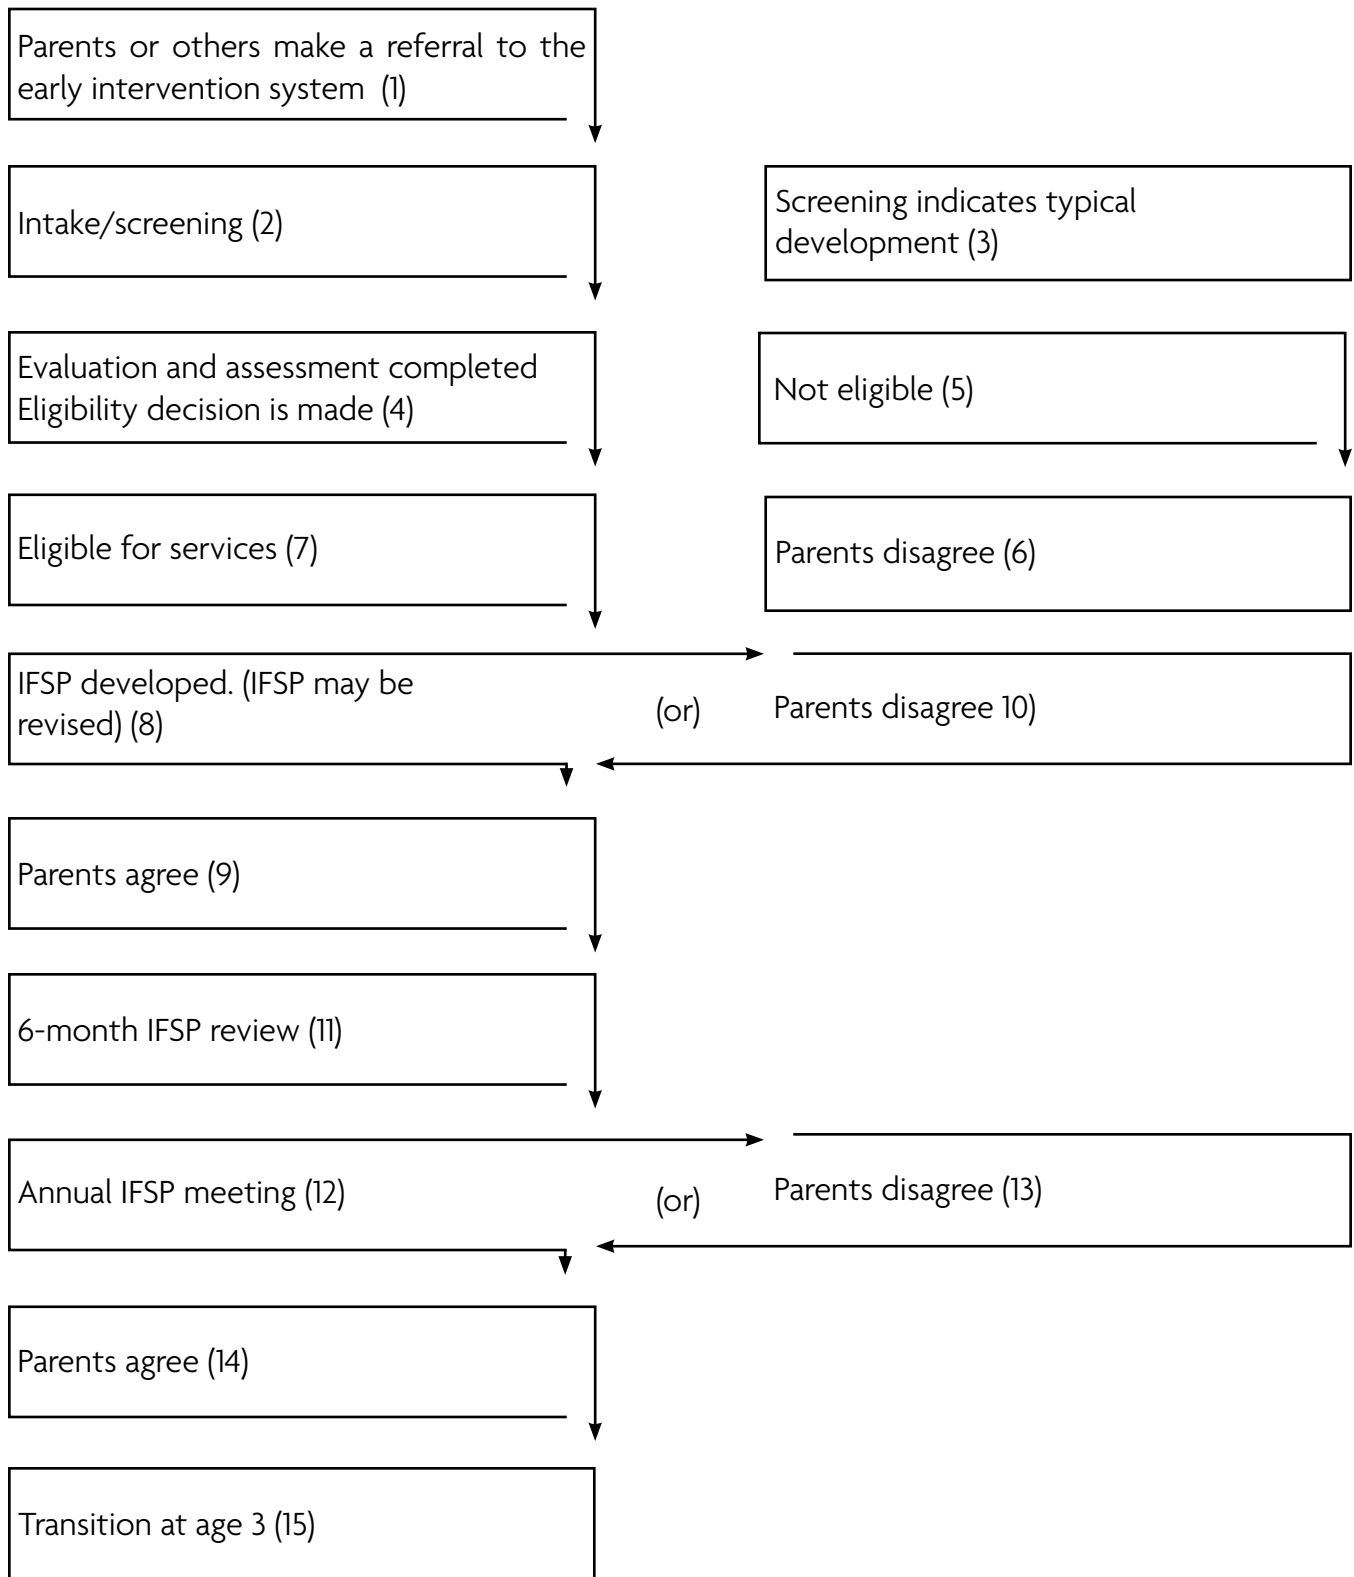 Parents or others make a referral to the
early intervention system (1)
Intake/screening (2)
Screening indicates typical
development (3)
Evaluation and assessment completed
Eligibility decision is made (4)
Not eligible (5)
Eligible for services (7)
Parents disagree (6)
IFSP developed. (IFSP may be
revised) (8)
(or)
Parents disagree 10)
Parents agree (9)
6-month IFSP review (11)
Annual IFSP meeting (12)
(or)
Parents disagree (13)
Parents agree (14)
Transition at age 3 (15)